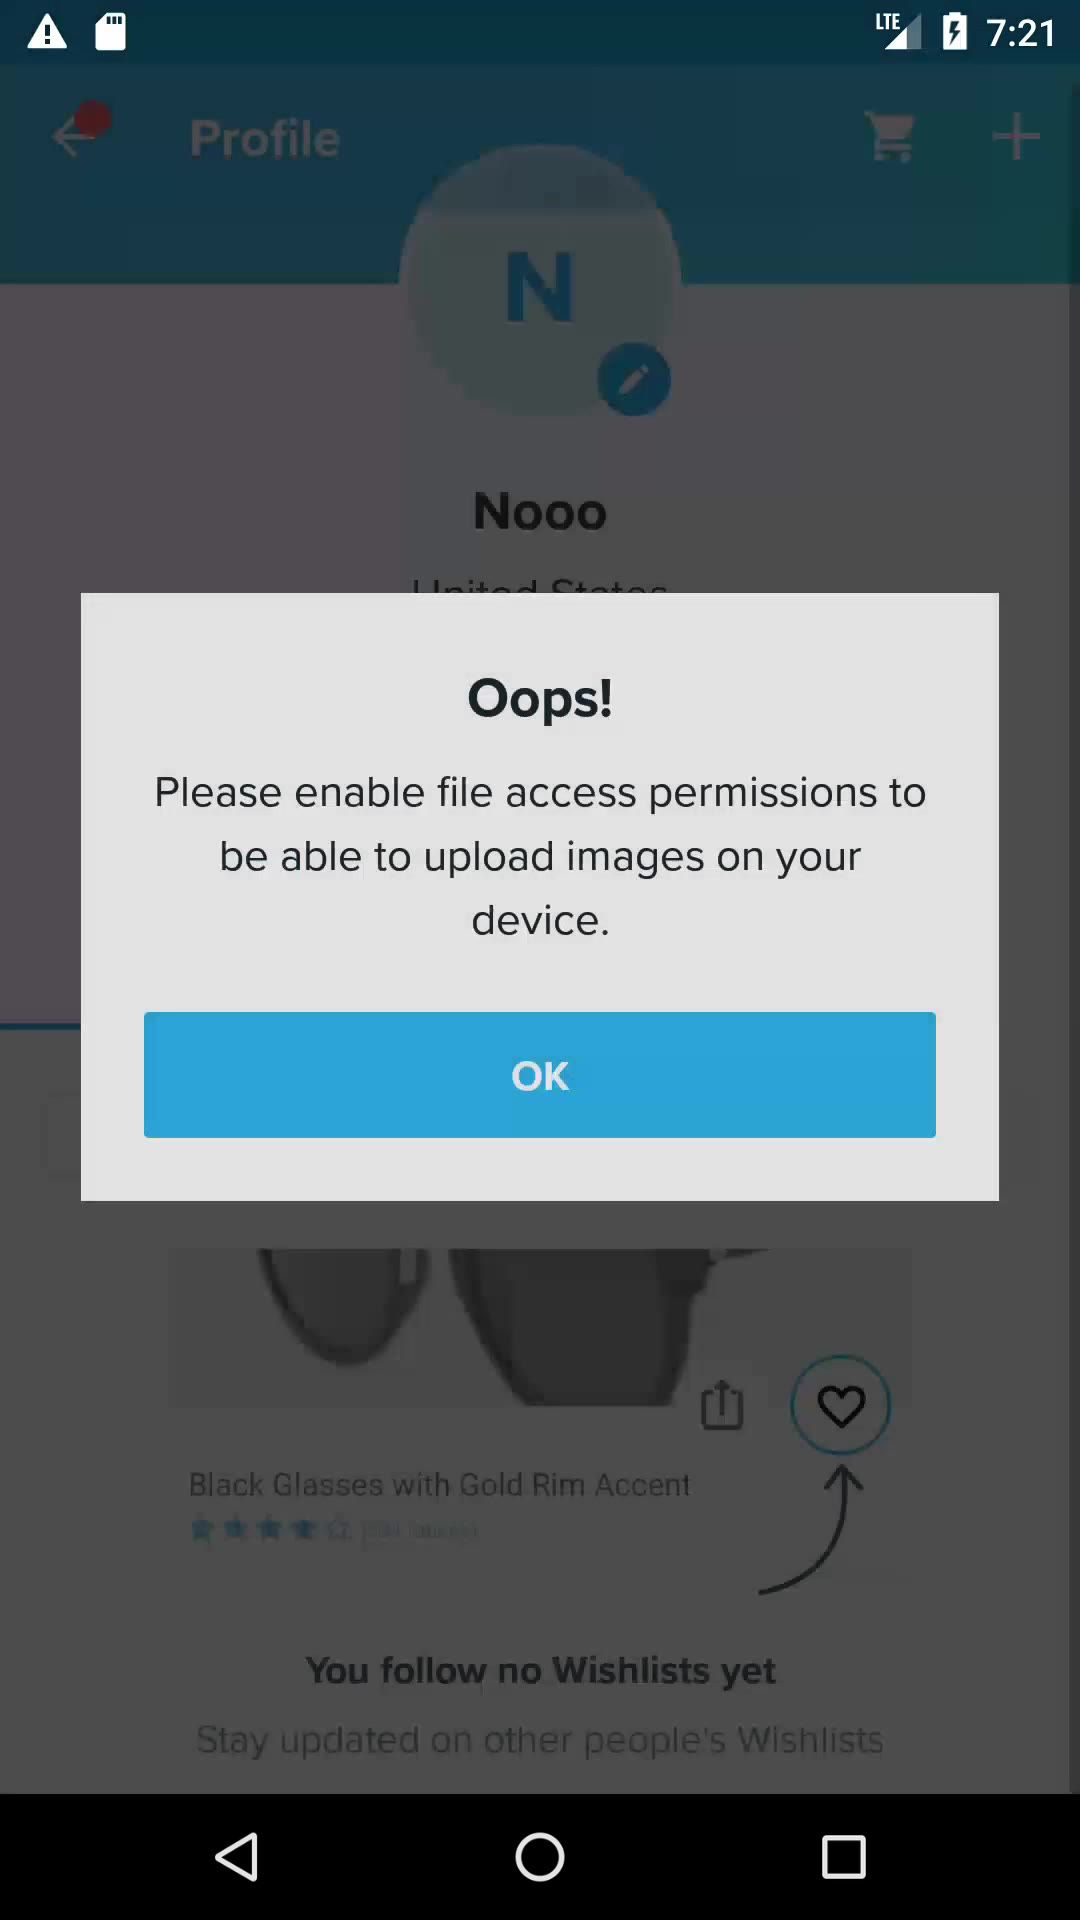 LTE 7:21
Profile
N
Nooo
United States
Oops!
Please enable file access permissions to
be able to upload images on your
device.
OK
Black Glasses with Gold Rim Accent
You follow no Wishlists yet
Stay updated on other people's Wishlists